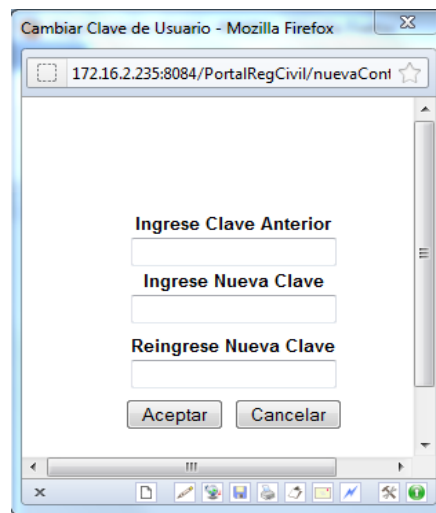 Cambiar Clave de Usuario - Mozilla Firefox
172.16.2.235:8084/PortalRegCivil/nuevaCont
Ingrese Clave Anterior
Ingrese Nueva Clave
Reingrese Nueva Clave
Aceptar Cancelar